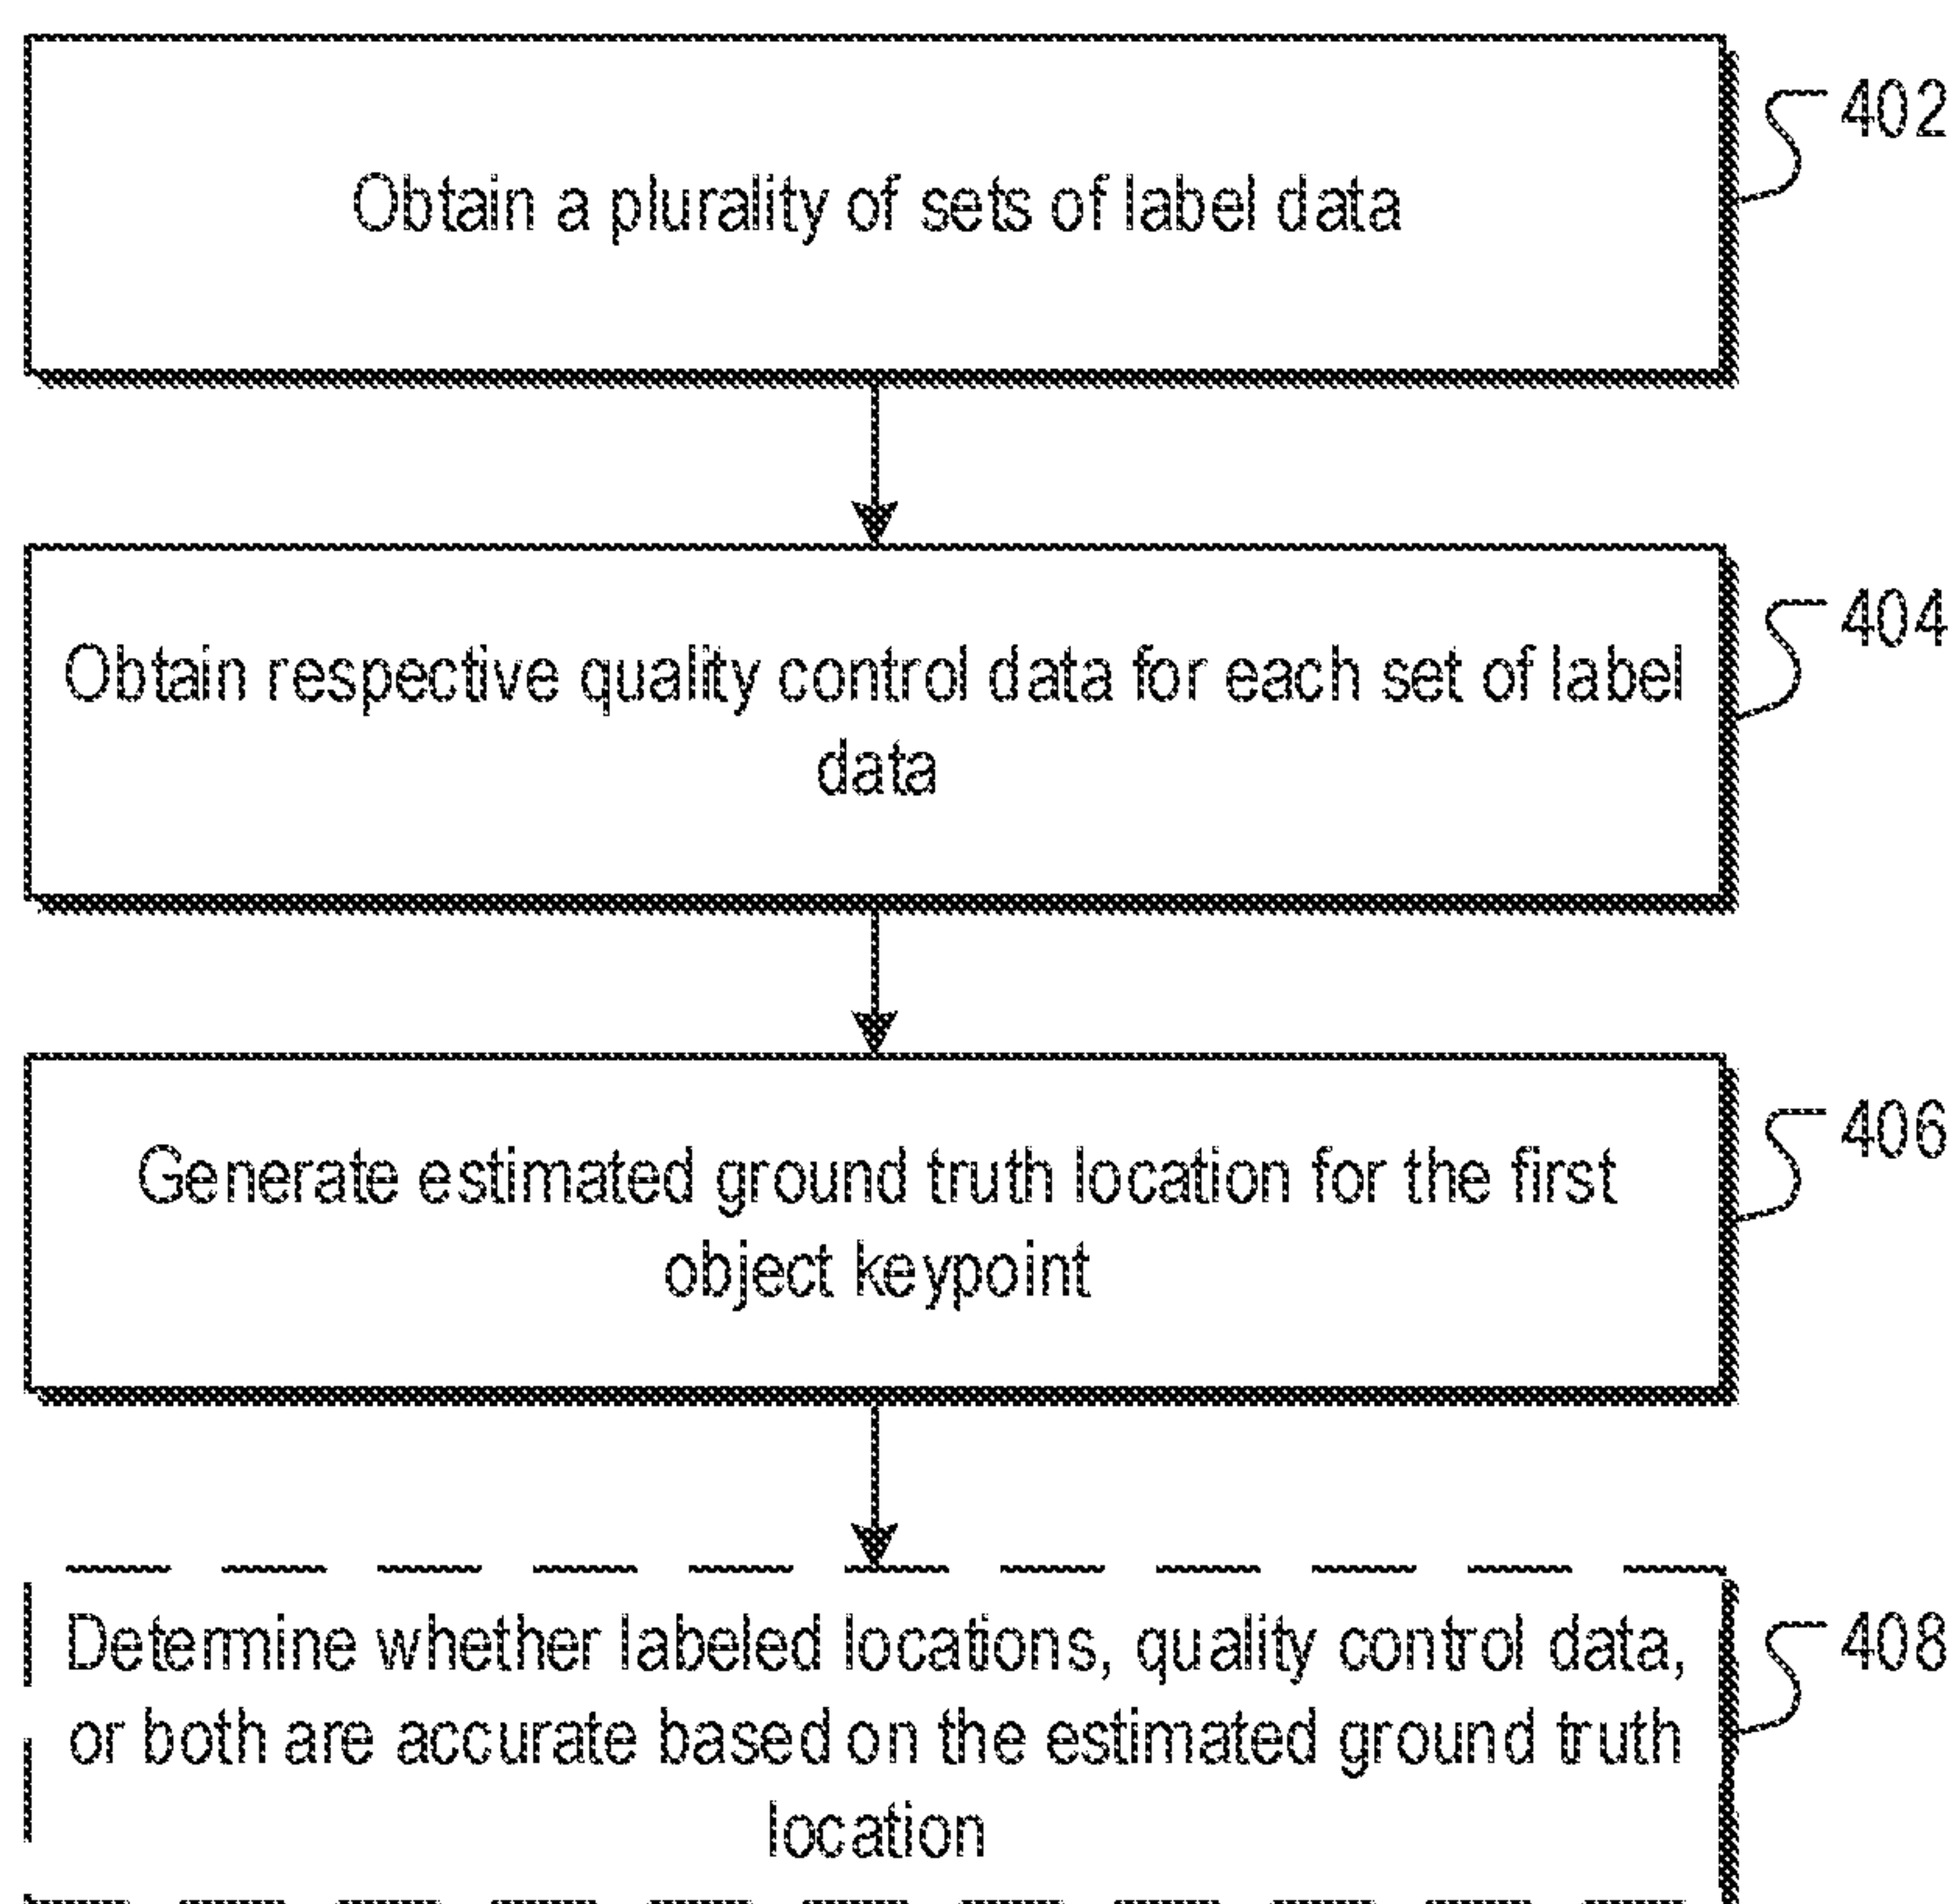 402
Obtain a plurality of sets of label data
404
Obtain respective quality control data for each set of label
data
406
Generate estimated ground truth location for the first
object keypoint
408
Determine whether labeled locations, quality control data,
or both are accurate based on the estimated ground truth
location